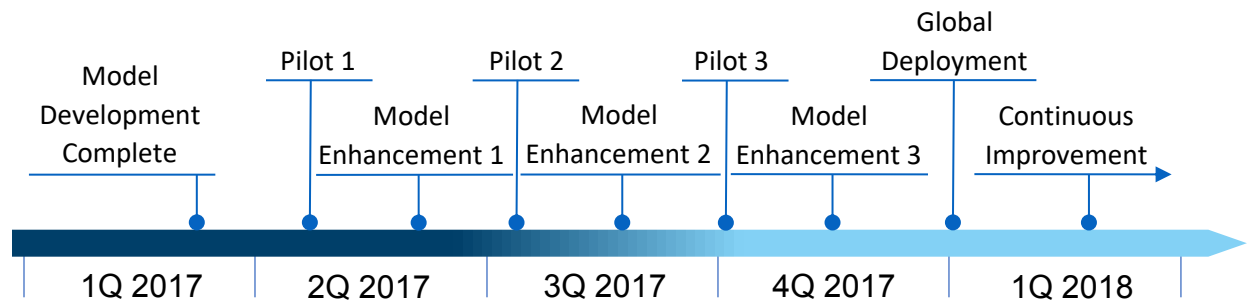 Model
Development
Complete
Pilot 1
Model
Enhancement 1
Pilot 2
Model
Enhancement 2
Pilot 3
Model
Enhancement 3
Global
Deployment
Continuous
Improvement
1Q 2017
2Q 2017
3Q 2017
4Q 2017
1Q 2018